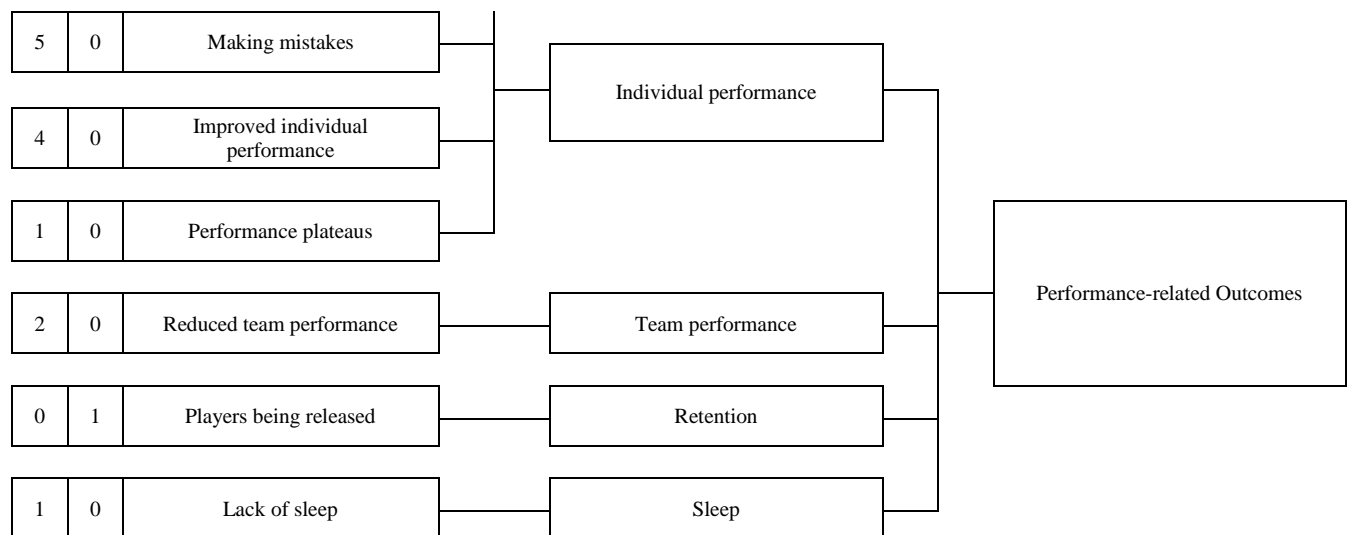 5 0 Making mistakes
Individual performance
4 0 Improved individual
performance
1 0 Performance plateaus
Performance-related Outcomes
2 0 Reduced team performance Team performance
0 1 Players being released Retention
1 0 Lack of sleep Sleep